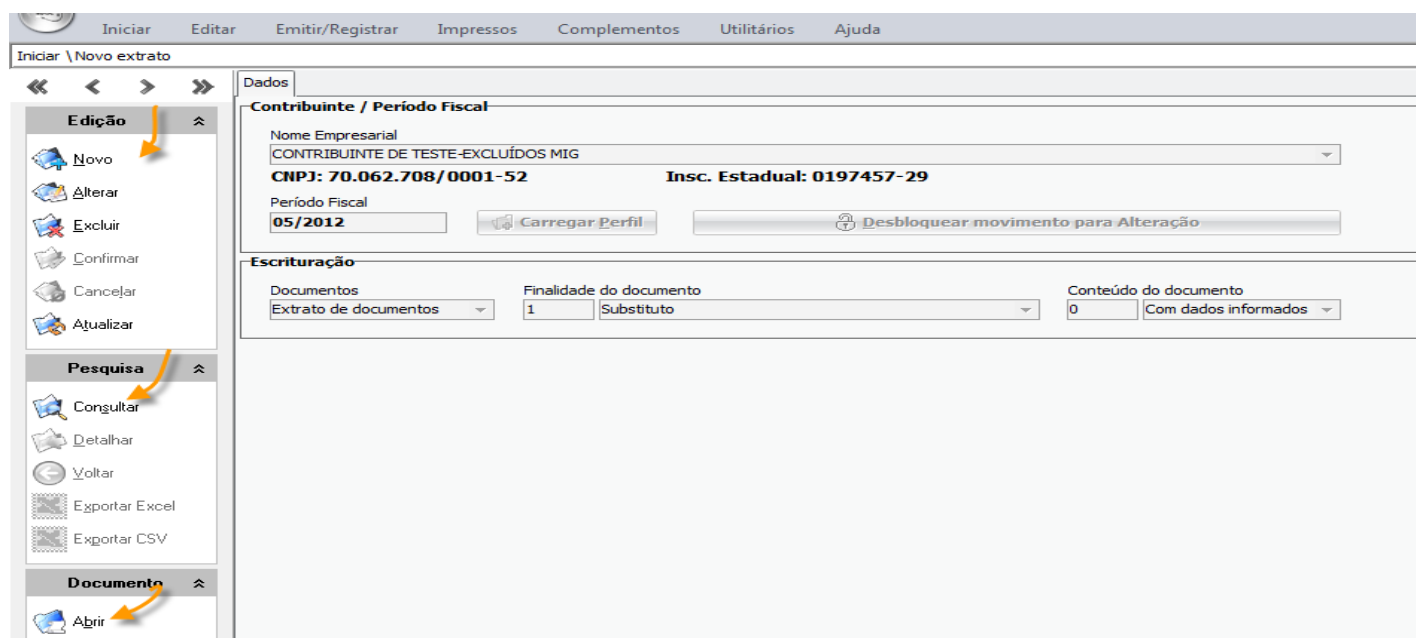 Iniciar Editar Emitir/Registrar Impressos Complementos Utilitários Ajuda
Iniciar \Novo extrato
Edição
Novo
Alterar
Excluir
Confirmar
Cancelar
Atualizar
Pesquisa
Consultar
Detalhar
Voltar
Exportar Excel
Exportar CSV
Documento
Abrir
Dados
Contribuinte / Período Fiscal
Nome Empresarial
CONTRIBUINTE DE TESTE-EXCLUÍDOS MIG
CNPJ: 70.062.708/0001-52 Insc. Estadual: 0197457-29
Período Fiscal
05/2012 Carregar Perfil Desbloquear movimento para Alteração
Escrituração
Documentos Finalidade do documento Conteúdo do documento
Extrato de documentos 1 Substituto 0 Com dados informados